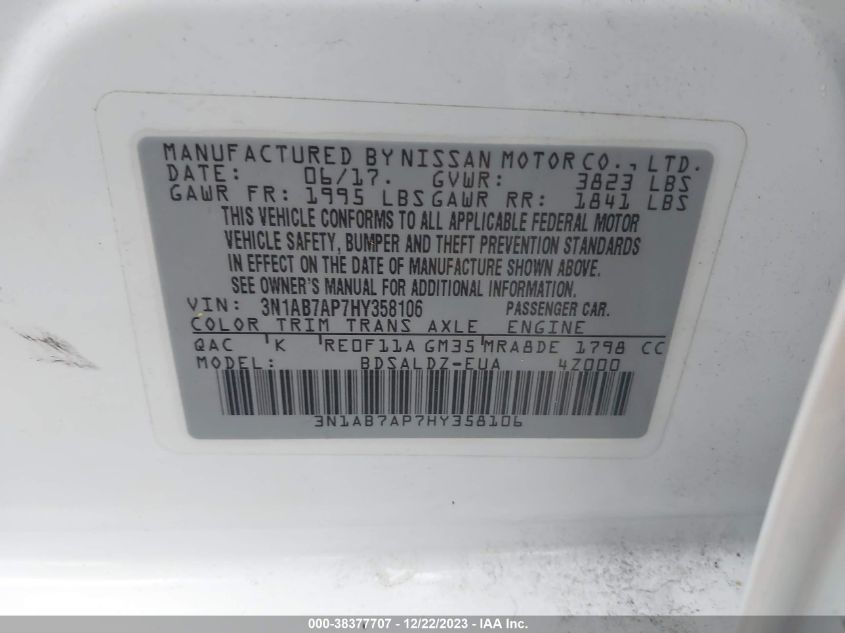 MANUFACTURED BY NISSAN MOTOR CO., LTD.
DATE: 06/17. GVWR: 3823 LBS
GAWR FR: 1995 LBS GAWR RR: 1841 LBS
THIS VEHICLE CONFORMS TO ALL APPLICABLE FEDERAL MOTOR
VEHICLE SAFETY, BUMPER AND THEFT PREVENTION STANDARDS
IN EFFECT ON THE DATE OF MANUFACTURE SHOWN ABOVE.
SEE OWNER'S MANUAL FOR ADDITIONAL INFORMATION.
VIN: 3N1AB7AP7HY358106 PASSENGER CAR.
COLOR TRIM TRANS AXLE ENGINE
QAC K RE0F11A GM35 MRA8DE 1798 CC
MODEL: BDSALDZ-EUA 4Z000
3N1AB7AP7HY358106
000-38377707 - 12/22/2023 - IAA Inc.